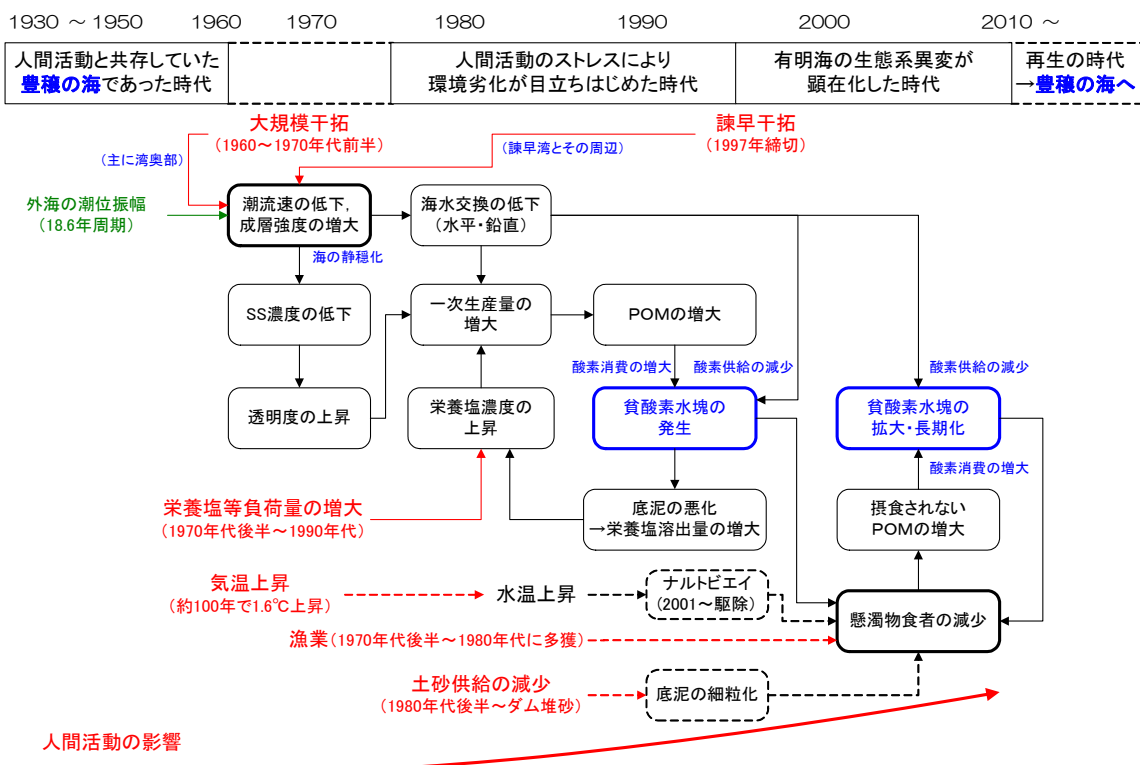 1930 ～ 1950 1960 1970 1980 1990 2000 2010 ～
人間活動と共存していた
豊穣の海であった時代
人間活動のストレスにより
環境劣化が目立ちはじめた時代
有明海の生態系異変が
顕在化した時代
再生の時代
→豊穣の海へ
大規模干拓
(1960～1970年代前半)
諫早干拓
(1997年締切)
(主に湾奥部)
(諫早湾とその周辺)
外海の潮位振幅
(18.6年周期)
潮流速の低下,
成層強度の増大
海水交換の低下
(水平・鉛直)
海の静穏化
SS濃度の低下
一次生産量の
増大
POMの増大
酸素消費の増大
酸素供給の減少
酸素供給の減少
透明度の上昇
栄養塩濃度の
上昇
貧酸素水塊の
発生
貧酸素水塊の
拡大・長期化
酸素消費の増大
栄養塩等負荷量の増大
(1970年代後半～1990年代)
底泥の悪化
→栄養塩溶出量の増大
摂食されない
POMの増大
気温上昇
(約100年で1.6℃上昇)
水温上昇
ナルトビエイ
(2001～駆除)
懸濁物食者の減少
漁業(1970年代後半～1980年代に多獲)
土砂供給の減少
(1980年代後半～ダム堆砂)
底泥の細粒化
人間活動の影響